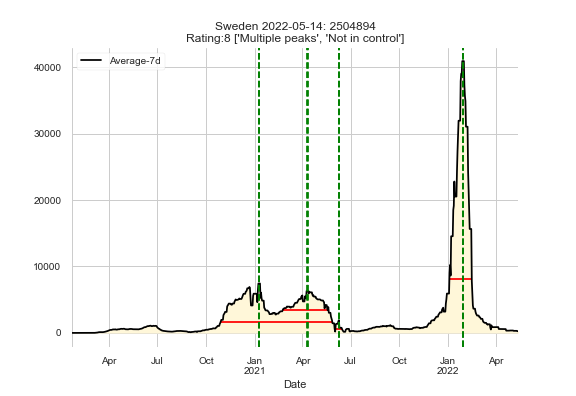 Sweden 2022-05-14: 2504894
Rating:8 ['Multiple peaks', 'Not in control']
Average-7d
40000
30000
20000
10000
0
Apr Jul Oct Jan Apr Jul Oct Jan Apr
2021 2022
Date